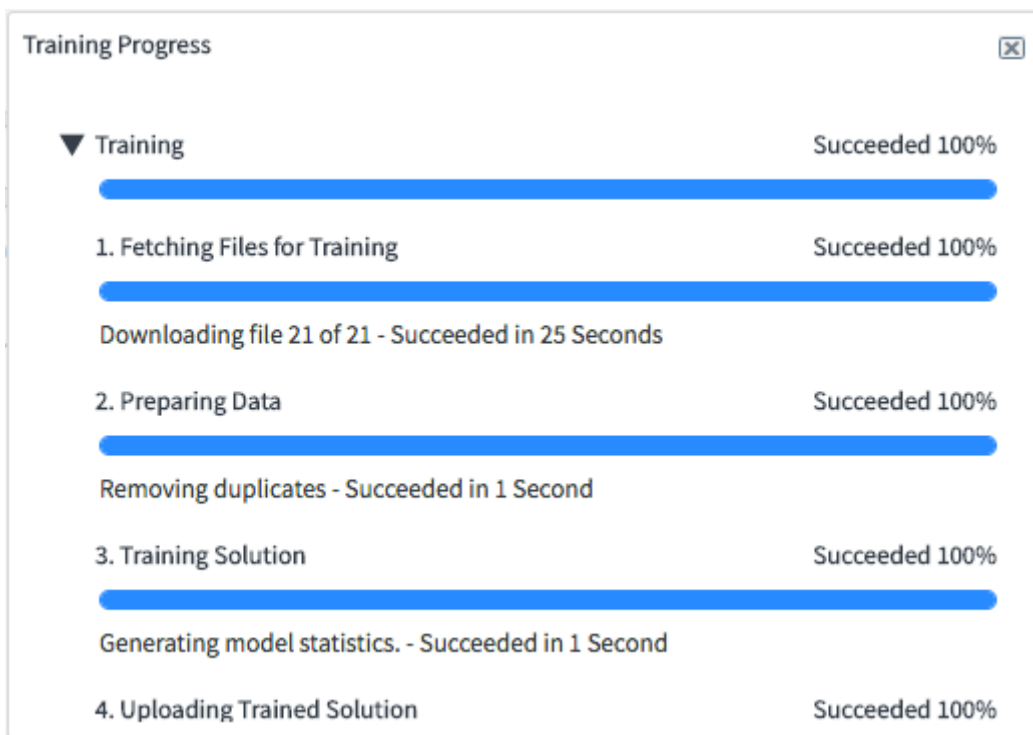 Training Progress
Training Succeeded 100%
1. Fetching Files for Training Succeeded 100%
Downloading file 21 of 21 - Succeeded in 25 Seconds
2. Preparing Data Succeeded 100%
Removing duplicates - Succeeded in 1 Second
3. Training Solution Succeeded 100%
Generating model statistics. - Succeeded in 1 Second
4. Uploading Trained Solution Succeeded 100%